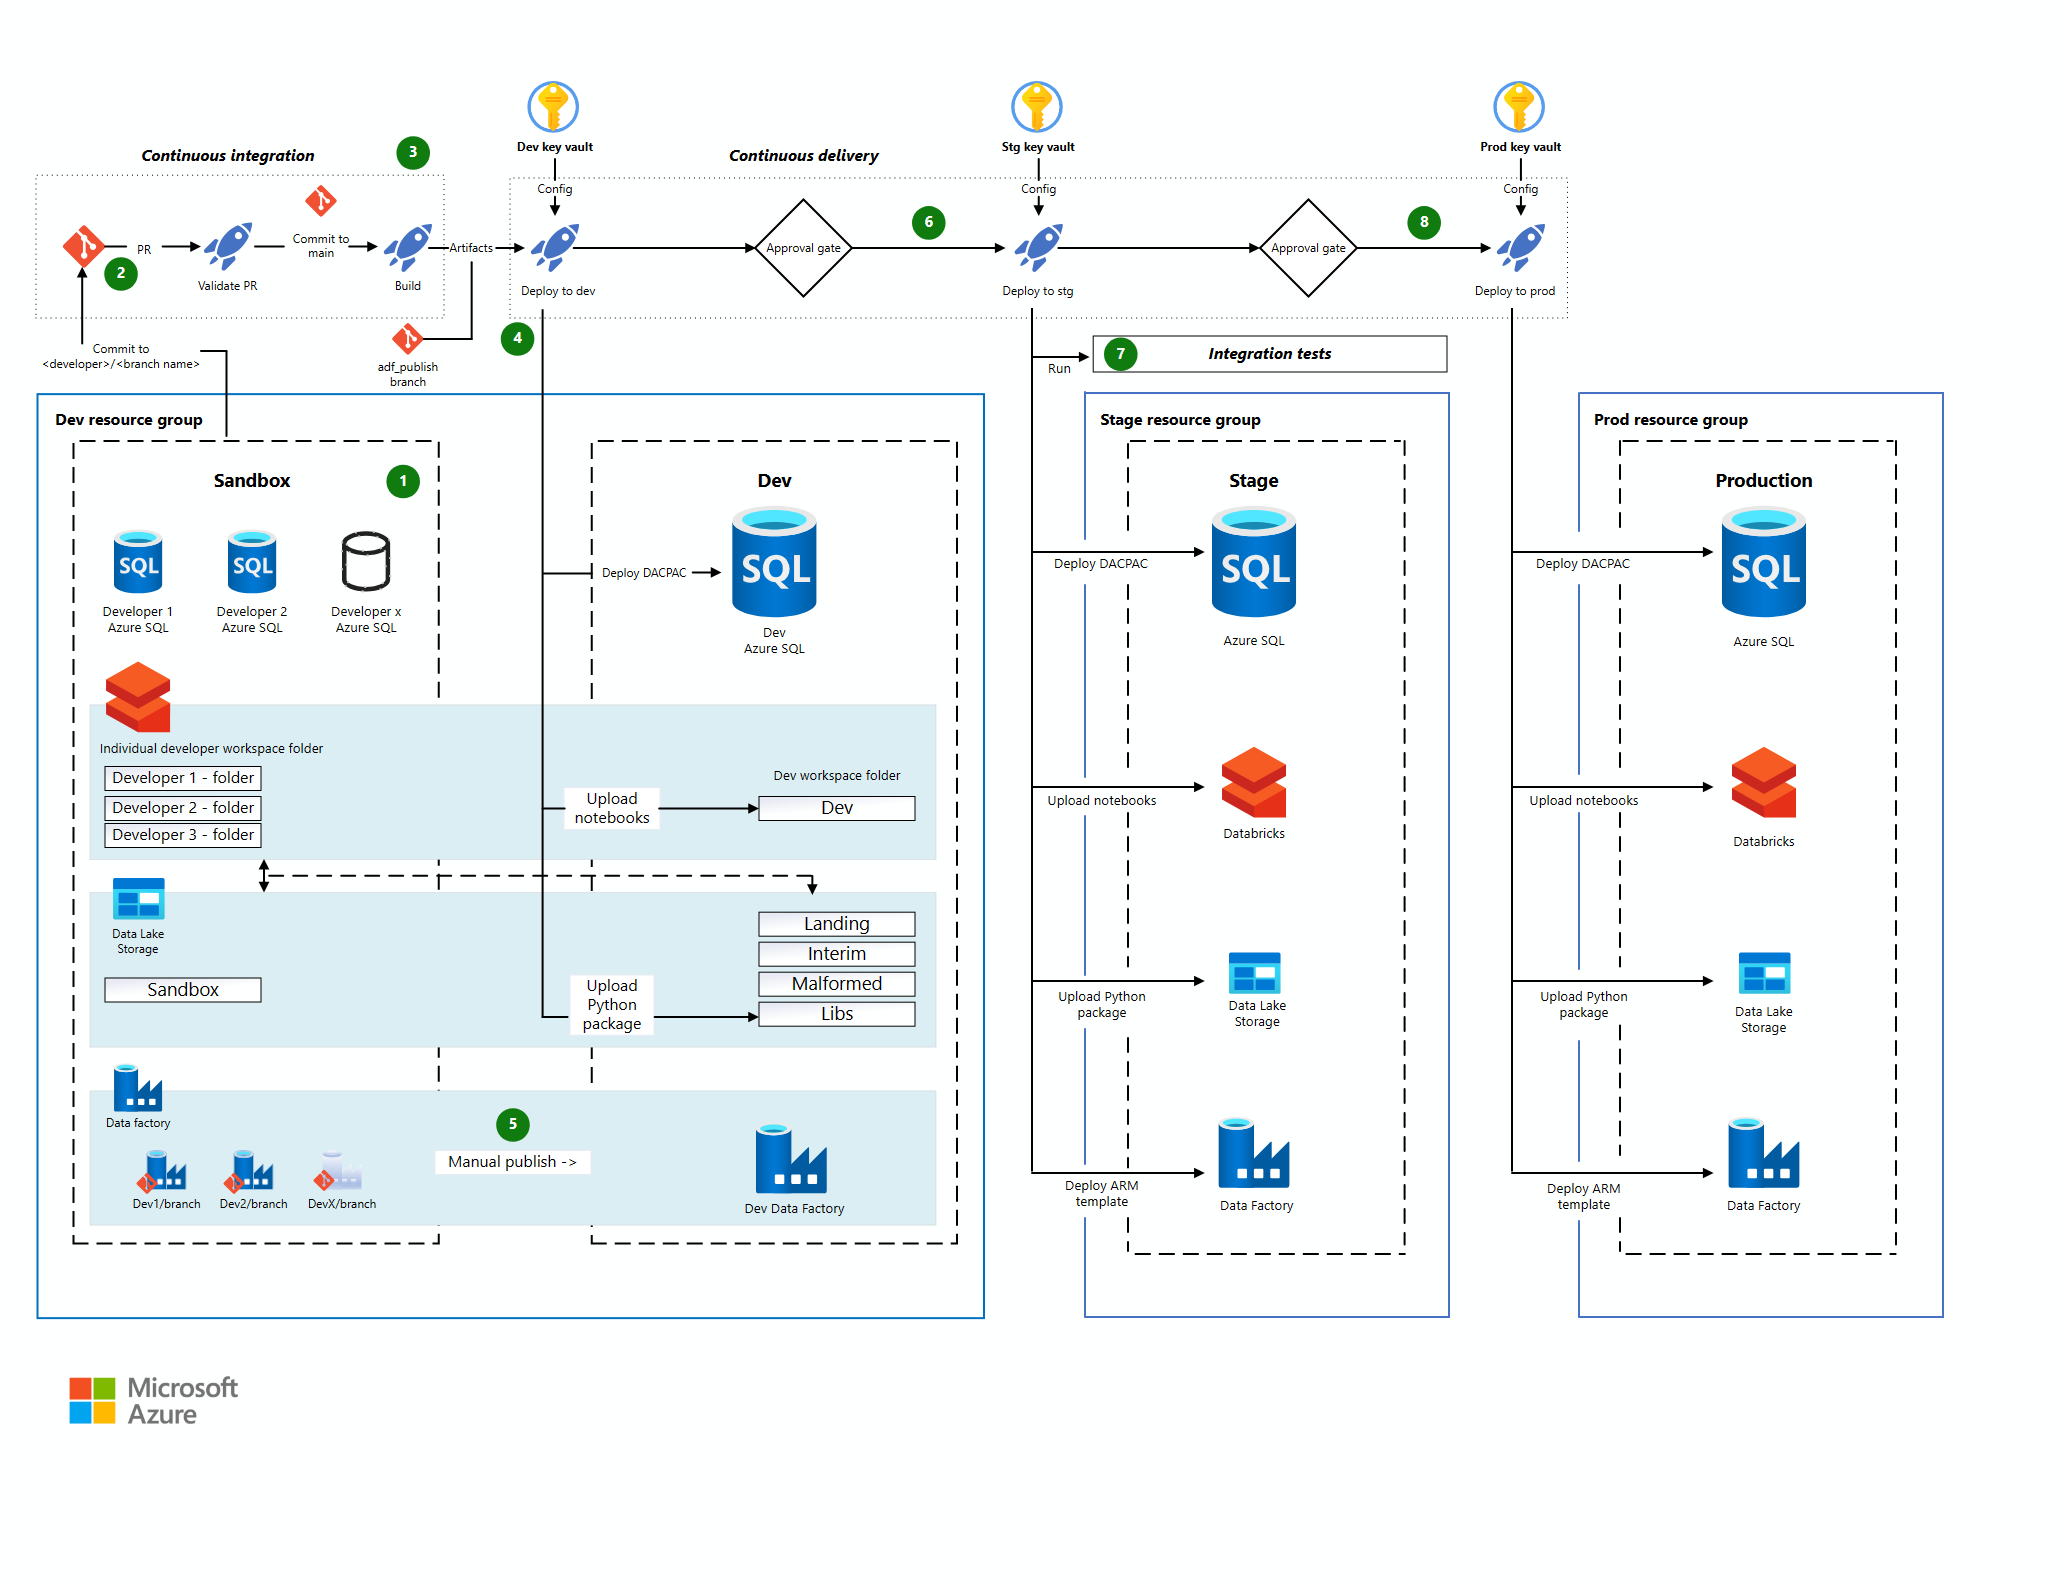 Dev key vault
Stg key vault
Prod key vault
Continuous integration
3
Continuous delivery
Config
Config
Config
PR
2
Validate PR
Commit to
main
Build
Artifacts
Deploy to dev
Approval gate
6
Deploy to stg
Approval gate
8
Deploy to prod
Commit to
<developer>/<branch name>
adf_publish
branch
4
Run
7
Integration tests
Dev resource group
Sandbox
1
Developer 1
Azure SQL
Developer 2
Azure SQL
Developer x
Azure SQL
SQL
SQL
Dev
Deploy DACPAC
SQL
Dev
Azure SQL
Individual developer workspace folder
Developer 1 - folder
Developer 2 - folder
Developer 3 - folder
Upload
notebooks
Dev workspace folder
Dev
Data Lake
Storage
Sandbox
Upload
Python
package
Landing
Interim
Malformed
Libs
Data factory
Dev1/branch
Dev2/branch
DevX/branch
5
Manual publish ->
Dev Data Factory
Stage resource group
Stage
SQL
Deploy DACPAC
Azure SQL
Upload notebooks
Databricks
Upload Python
package
Data Lake
Storage
Deploy ARM
template
Data Factory
Prod resource group
Production
SQL
Deploy DACPAC
Azure SQL
Upload notebooks
Databricks
Upload Python
package
Data Lake
Storage
Deploy ARM
template
Data Factory
Microsoft
Azure